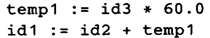 temp1 := id3 * 60.0
id1 := id2 + temp1